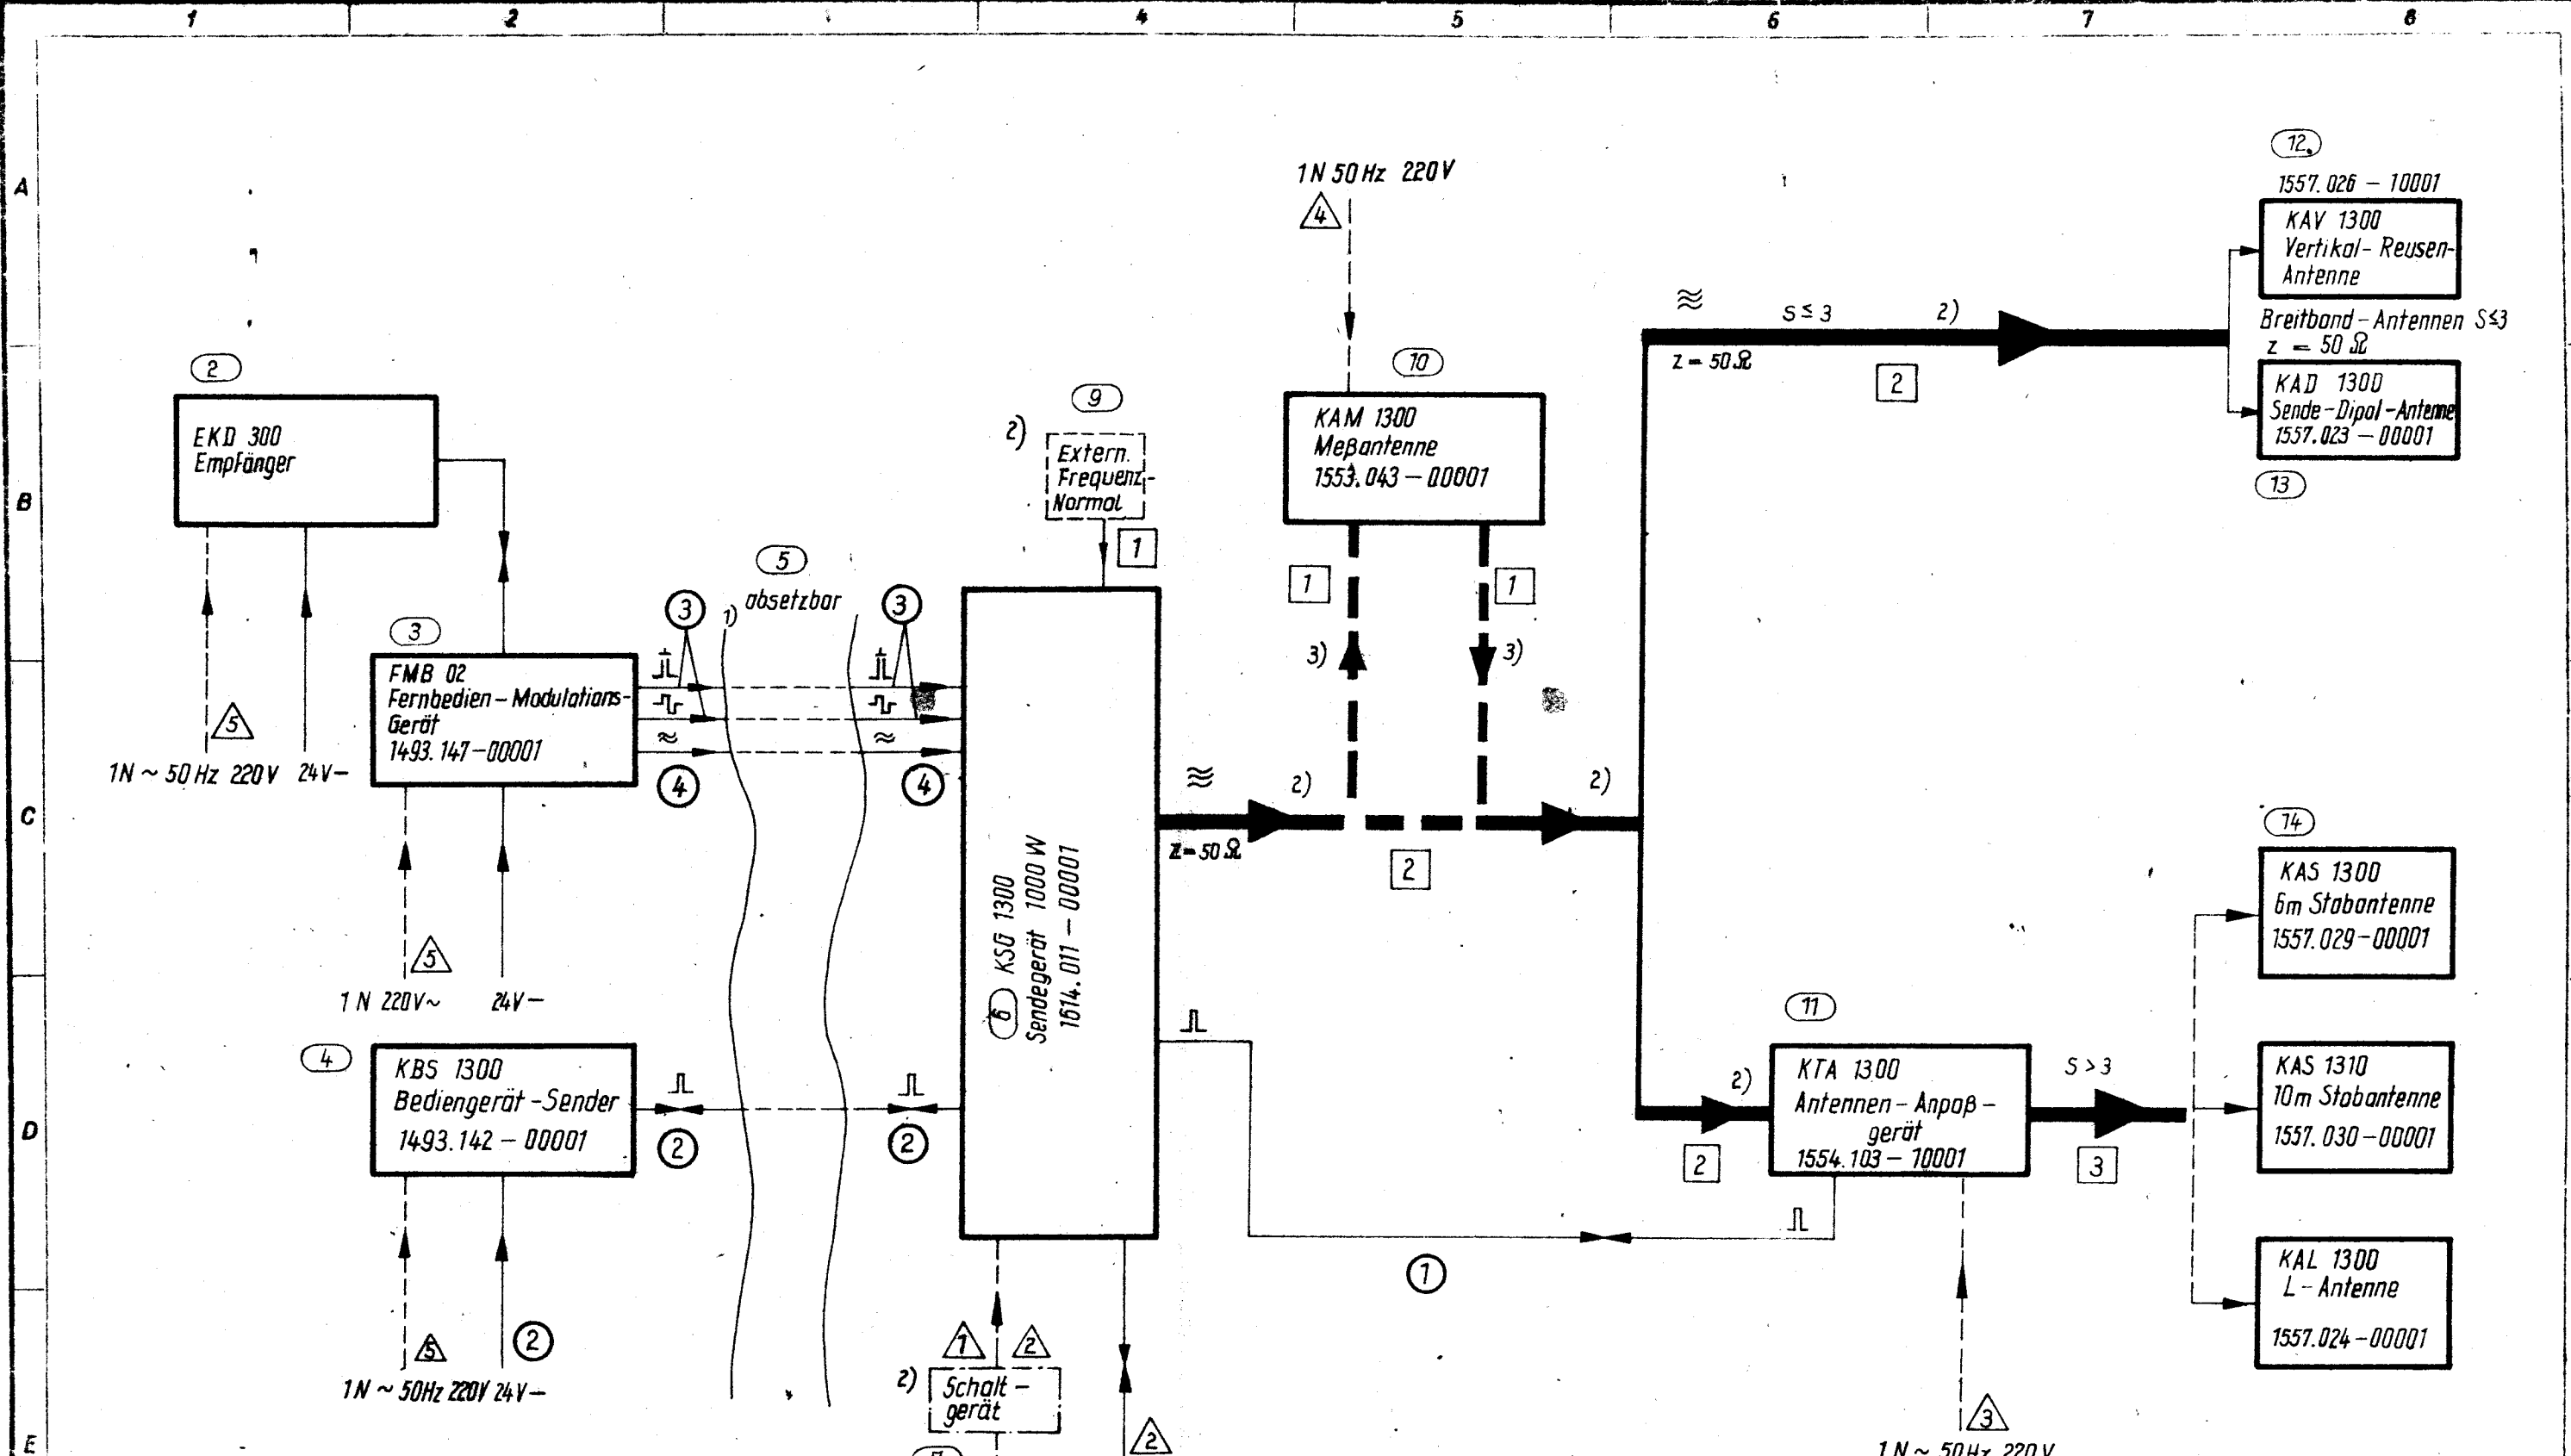 1 2 4 5 6 7 8
A
B
C
D
E
2
EKD 300
Empfänger
5
1N ~ 50 Hz 220 V 24V–
3
FMB 02
Fernbedien – Modulations-
Gerät
1493.147–00001
5
1 N 220V~ 24V–
4
KBS 1300
Bediengerät – Sender
1493.142 – 00001
5
2
1N ~ 50Hz 220V 24V–
5
1) absetzbar
3
3
≈
≈
4
4
2
2
9
2)
Extern.
Frequenz-
Normal
1
6 KSG 1300
Sendegerät 1000 W
1614.011 – 00001
1
2
2)
Schalt –
gerät
2
1N 50 Hz 220V
4
10
KAM 1300
Meßantenne
1553.043 – 00001
1
1
3)
3)
2)
2)
z = 50 Ω
2
1
s ≤ 3 2)
z = 50 Ω
2
12
1557.026 – 10001
KAV 1300
Vertikal – Reusen-
Antenne
Breitband – Antennen S≤3
z = 50 Ω
KAD 1300
Sende – Dipol – Antenne
1557.023 – 00001
13
11
2)
2
KTA 1300
Antennen – Anpaß –
gerät
1554.103 – 10001
S > 3
3
3
1 N ~ 50Hz 220 V
14
KAS 1300
6m Stabantenne
1557.029–00001
KAS 1310
10m Stabantenne
1557.030–00001
KAL 1300
L – Antenne
1557.024–00001